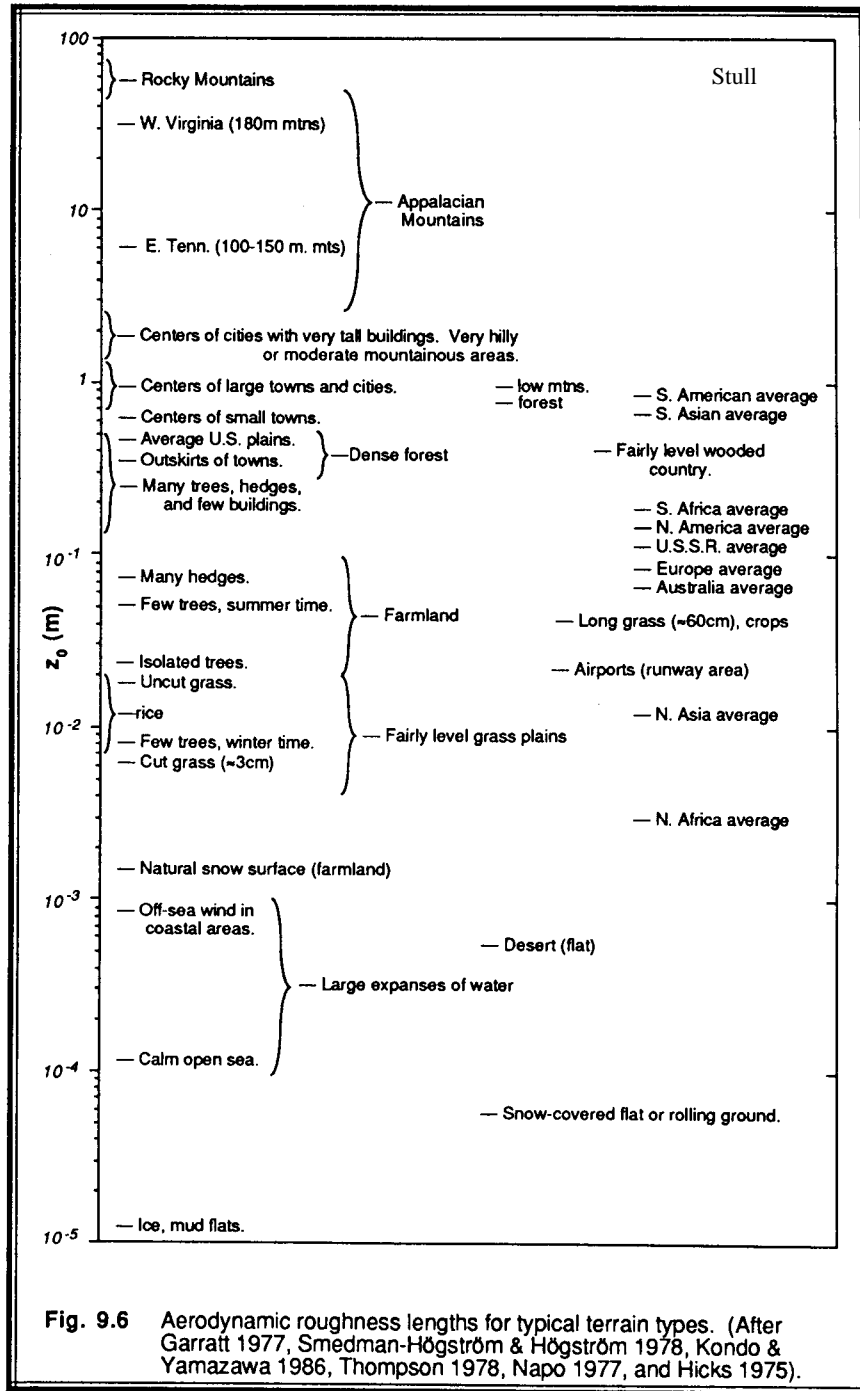 100
Stull
— Rocky Mountains
— W. Virginia (180m mtns)
— Appalacian
Mountains
10
— E. Tenn. (100-150 m. mts)
— Centers of cities with very tall buildings. Very hilly
or moderate mountainous areas.
1
— Centers of large towns and cities.
— low mtns.
— forest
— S. American average
— S. Asian average
— Centers of small towns.
— Average U.S. plains.
— Outskirts of towns.
—Dense forest
— Fairly level wooded
country.
— Many trees, hedges,
and few buildings.
— S. Africa average
— N. America average
— U.S.S.R. average
10⁻¹
— Europe average
— Australia average
— Many hedges.
— Few trees, summer time.
— Farmland
— Long grass (≈60cm), crops
z₀ (m)
— Isolated trees.
— Uncut grass.
— Airports (runway area)
—rice
— N. Asia average
10⁻²
— Few trees, winter time.
— Fairly level grass plains
— Cut grass (≈3cm)
— N. Africa average
— Natural snow surface (farmland)
10⁻³
— Off-sea wind in
coastal areas.
— Desert (flat)
— Large expanses of water
— Calm open sea.
10⁻⁴
— Snow-covered flat or rolling ground.
— Ice, mud flats.
10⁻⁵
Fig. 9.6 Aerodynamic roughness lengths for typical terrain types. (After
Garratt 1977, Smedman-Högström & Högström 1978, Kondo &
Yamazawa 1986, Thompson 1978, Napo 1977, and Hicks 1975).